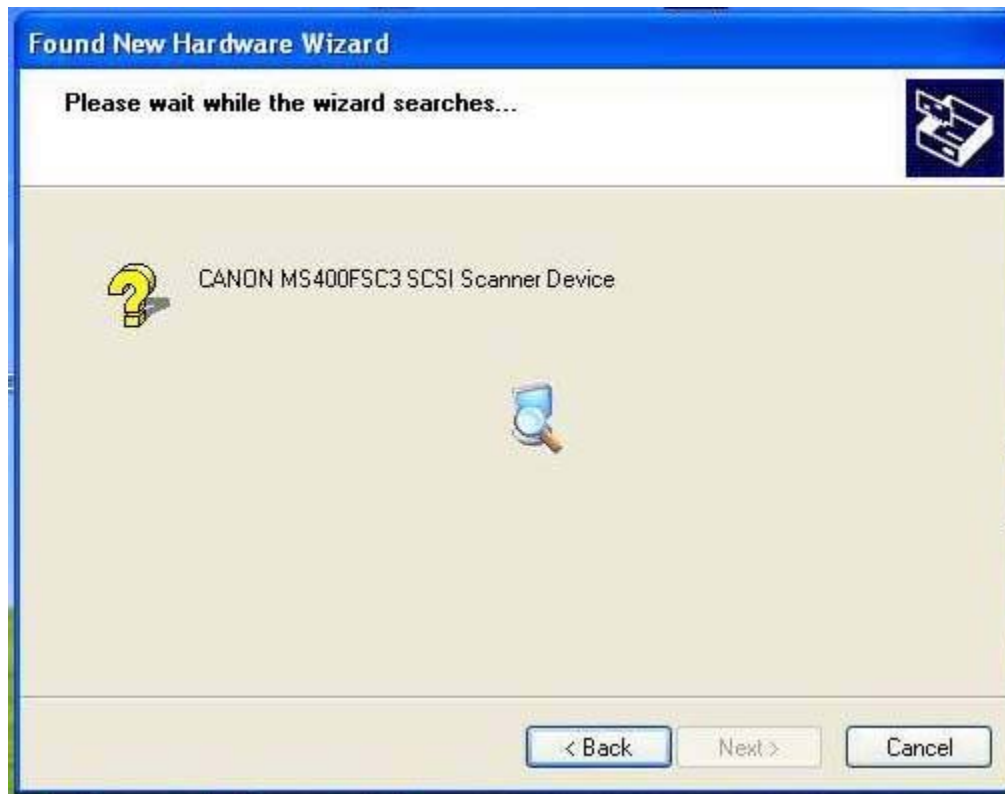 Found New Hardware Wizard
Please wait while the wizard searches...
CANON MS400FSC3 SCSI Scanner Device
< Back
Next >
Cancel